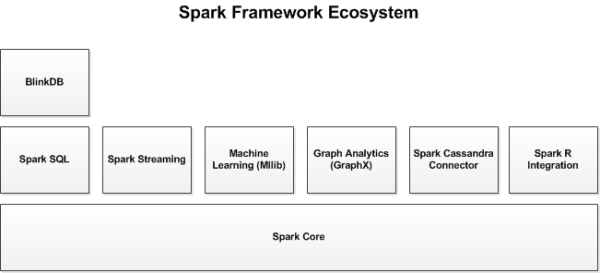 Spark Framework Ecosystem
BlinkDB
Spark SQL
Spark Streaming
Machine
Learning (Mllib)
Graph Analytics
(GraphX)
Spark Cassandra
Connector
Spark R
Integration
Spark Core